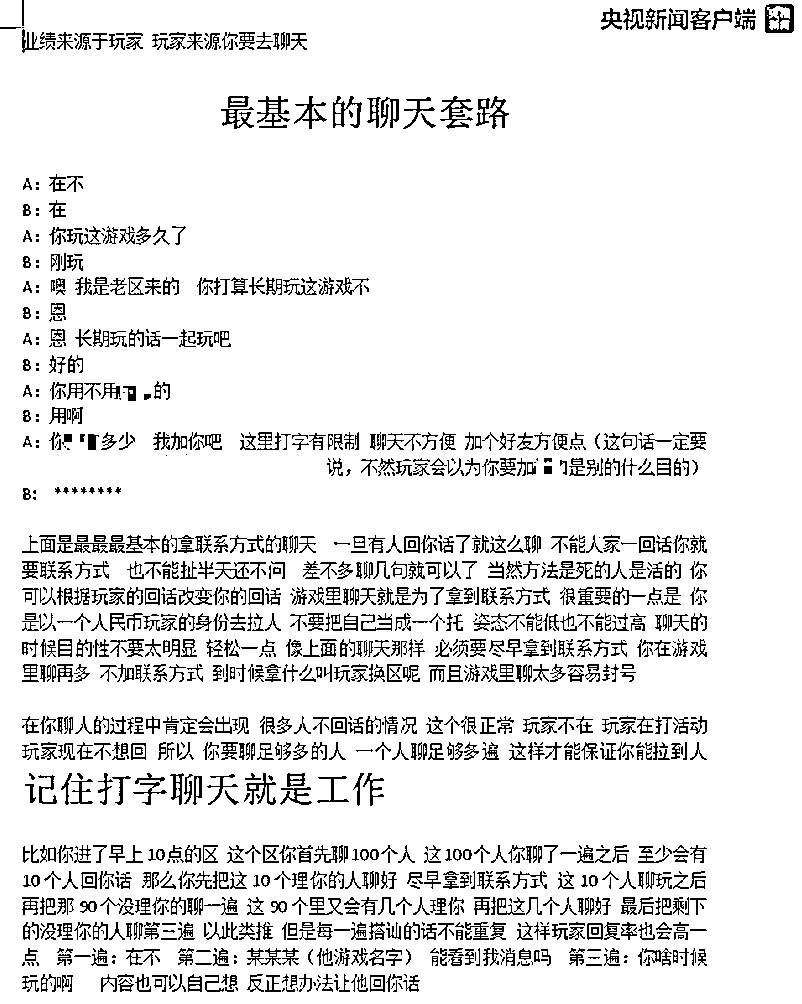 央视新闻客户端
业绩来源于玩家 玩家来源你要去聊天
最基本的聊天套路
A：在不
B：在
A：你玩这游戏多久了
B：刚玩
A：噢 我是老区来的 你打算长期玩这游戏不
B：恩
A：恩 长期玩的话一起玩吧
B：好的
A：你用不用 的
B：用啊
A：你 多少 我加你吧 这里打字有限制 聊天不方便 加个好友方便点（这句话一定要
说，不然玩家会以为你要加 是别的什么目的）
B： ********
上面是最最最基本的拿联系方式的聊天 一旦有人回你话了就这么聊 不能人家一回话你就
要联系方式 也不能扯半天还不问 差不多聊几句就可以了 当然方法是死的人是活的 你
可以根据玩家的回话改变你的回话 游戏里聊天就是为了拿到联系方式 很重要的一点是 你
是以一个人民币玩家的身份去拉人 不要把自己当成一个托 姿态不能低也不能过高 聊天的
时候目的性不要太明显 轻松一点 像上面的聊天那样 必须要尽早拿到联系方式 你在游戏
里聊再多 不加联系方式 到时候拿什么叫玩家换区呢 而且游戏里聊太多容易封号
在你聊人的过程中肯定会出现 很多人不回话的情况 这个很正常 玩家不在 玩家在打活动
玩家现在不想回 所以 你要聊足够多的人 一个人聊足够多遍 这样才能保证你能拉到人
记住打字聊天就是工作
比如你进了早上 10 点的区 这个区你首先聊 100 个人 这 100 个人你聊了一遍之后 至少会有
10 个人回你话 那么你先把这 10 个理你的人聊好 尽早拿到联系方式 这 10 个人聊玩之后
再把那 90 个没理你的聊一遍 这 90 个里又会有几个人理你 再把这几个人聊好 最后把剩下
的没理你的人聊第三遍 以此类推 但是每一遍搭讪的话不能重复 这样玩家回复率也会高一
点 第一遍：在不 第二遍：某某某（他游戏名字） 能看到我消息吗 第三遍：你啥时候
玩的啊 内容也可以自己想 反正想办法让他回你话